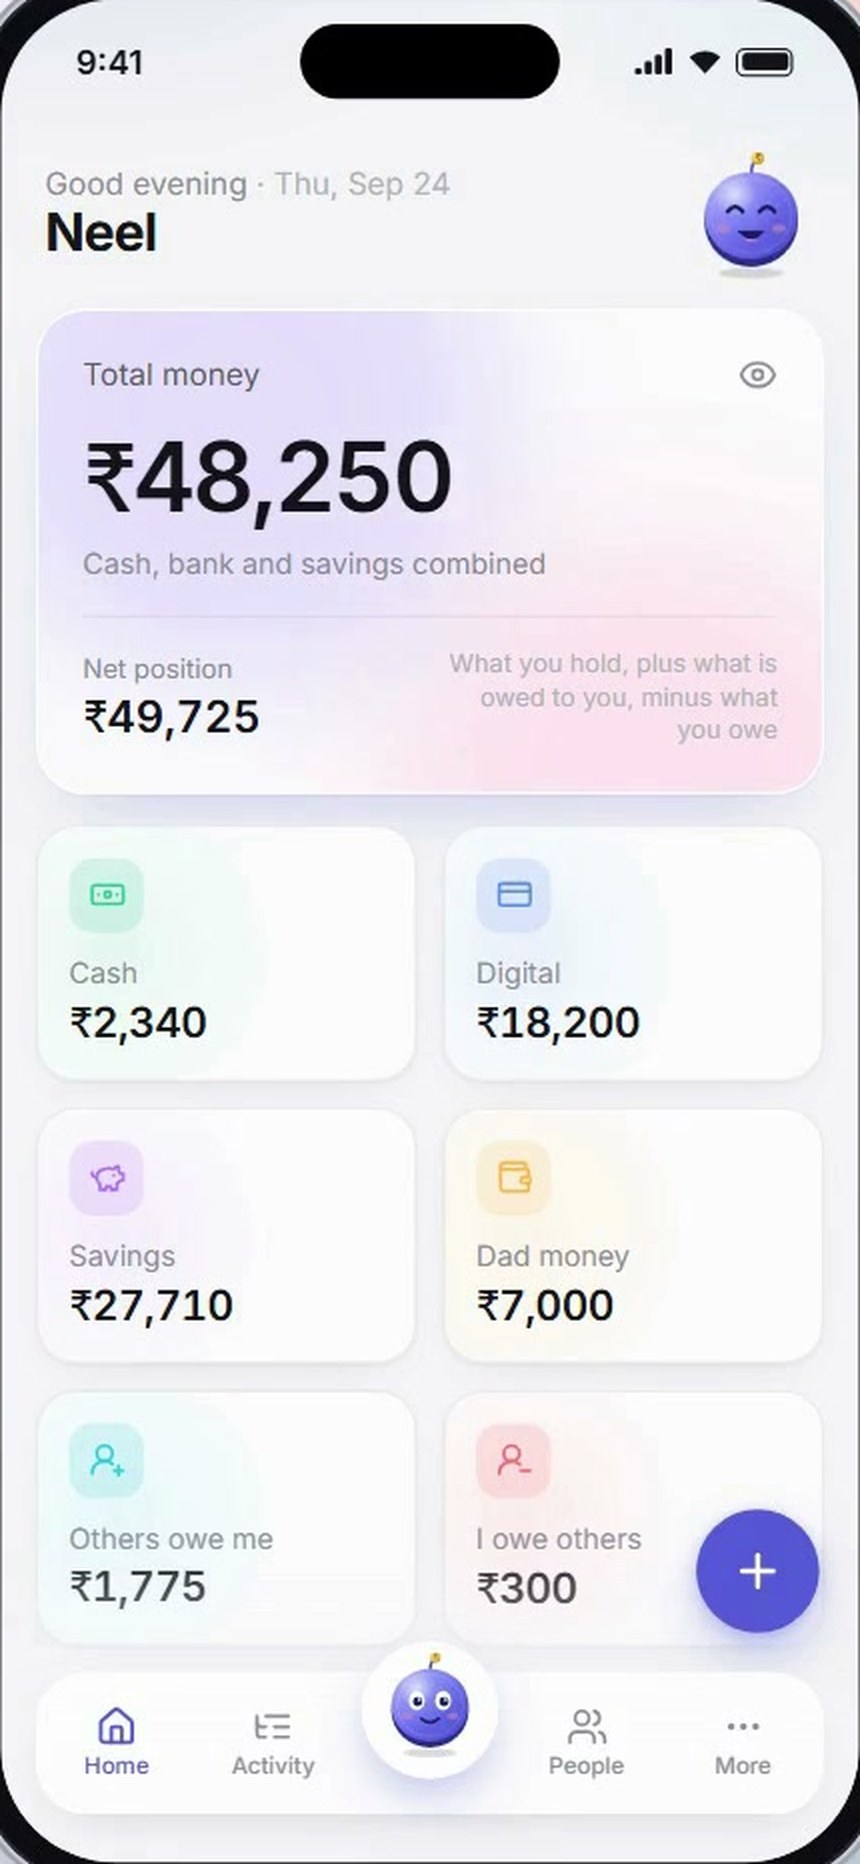 9:41
Good evening · Thu, Sep 24
Neel
Total money
₹48,250
Cash, bank and savings combined
Net position
₹49,725
What you hold, plus what is
owed to you, minus what
you owe
Cash
₹2,340
Digital
₹18,200
Savings
₹27,710
Dad money
₹7,000
Others owe me
₹1,775
I owe others
₹300
Home
Activity
People
More